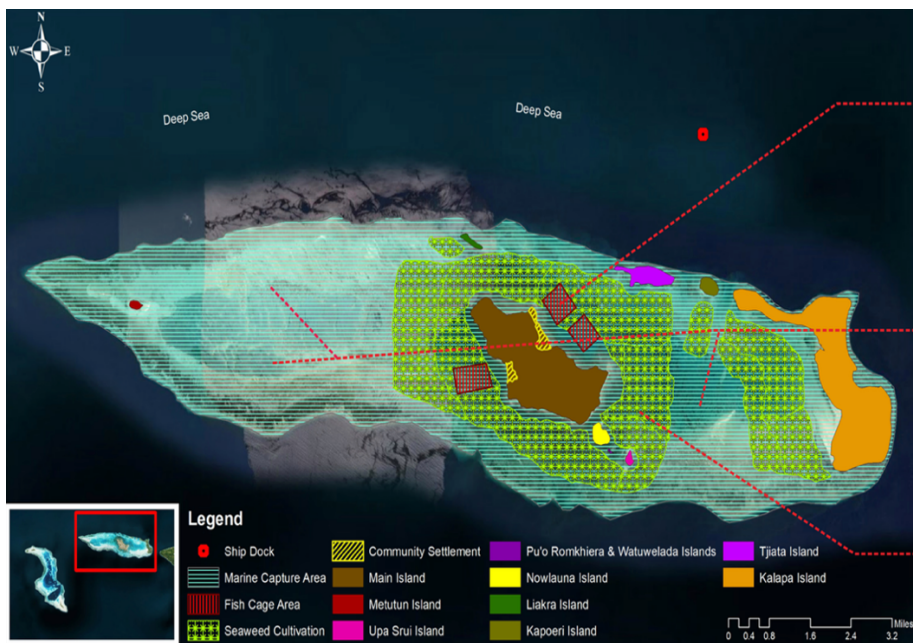 N
W E
S
Deep Sea
Deep Sea
Legend
Ship Dock
Marine Capture Area
Fish Cage Area
Seaweed Cultivation
Community Settlement
Main Island
Metutun Island
Upa Srui Island
Pu'o Romkhiera & Watuwelada Islands
Nowlauna Island
Liakra Island
Kapoeri Island
Tjiata Island
Kalapa Island
Miles
0 0.4 0.8 1.6 2.4 3.2